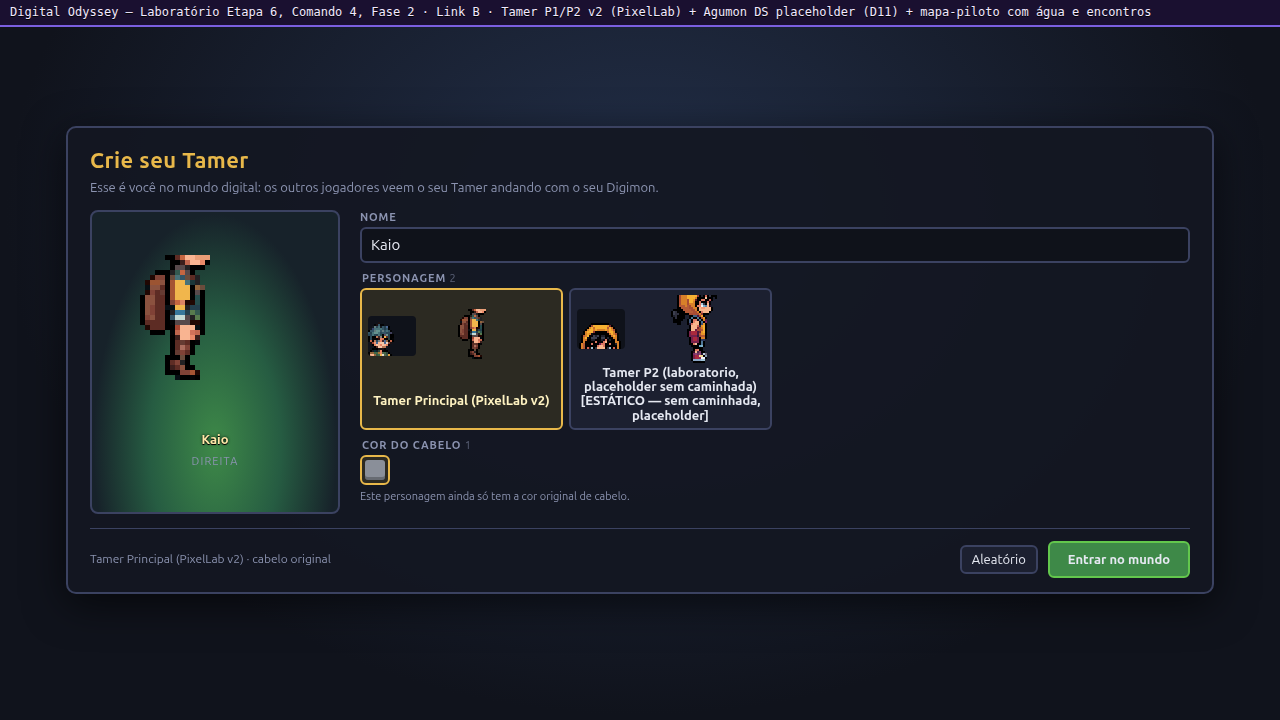 Digital Odyssey — Laboratório Etapa 6, Comando 4, Fase 2 · Link B · Tamer P1/P2 v2 (PixelLab) + Agumon DS placeholder (D11) + mapa-piloto com água e encontros
Crie seu Tamer
Esse é você no mundo digital: os outros jogadores veem o seu Tamer andando com o seu Digimon.
NOME
Kaio
PERSONAGEM 2
Tamer Principal (PixelLab v2)
Tamer P2 (laboratorio,
placeholder sem caminhada)
[ESTÁTICO — sem caminhada,
placeholder]
Kaio
DIREITA
COR DO CABELO 1
Este personagem ainda só tem a cor original de cabelo.
Tamer Principal (PixelLab v2) · cabelo original
Aleatório
Entrar no mundo